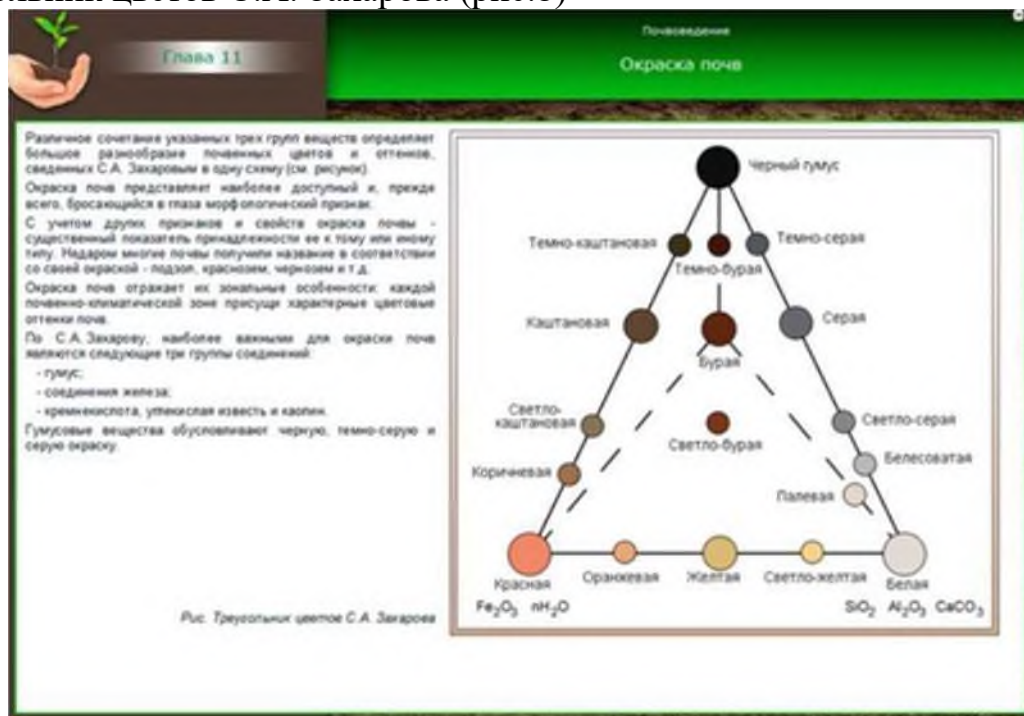 цветов С.А. Захарова (рис.
Глава 11
Почвоведение
Окраска почв
Различное сочетание указанных трех групп веществ определяет
большое разнообразие почвенных цветов и оттенков,
сведенных С.А. Захаровым в одну схему (см. рисунок).
Окраска почв представляет наиболее доступный и, прежде
всего, бросающийся в глаза морфологический признак.
С учетом других признаков и свойств окраска почвы -
существенный показатель принадлежности ее к тому или иному
типу. Недаром многие почвы получили название в соответствии
со своей окраской - подзол, краснозем, чернозем и т.д.
Окраска почв отражает их зональные особенности: каждой
почвенно-климатической зоне присущи характерные цветовые
оттенки почв.
По С.А. Захарову, наиболее важными для окраски почв
являются следующие три группы соединений:
- гумус;
- соединения железа;
- кремнекислота, углекислая известь и каолин.
Гумусовые вещества обусловливают черную, темно-серую и
серую окраску.
Рис. Треугольник цветов С.А. Захарова
Черный гумус
Темно-каштановая
Темно-бурая
Темно-серая
Каштановая
Бурая
Серая
Светло-
каштановая
Светло-бурая
Светло-серая
Коричневая
Белесоватая
Палевая
Красная
Оранжевая
Желтая
Светло-желтая
Белая
Fe₂O₃ nH₂O
SiO₂ Al₂O₃ CaCO₃